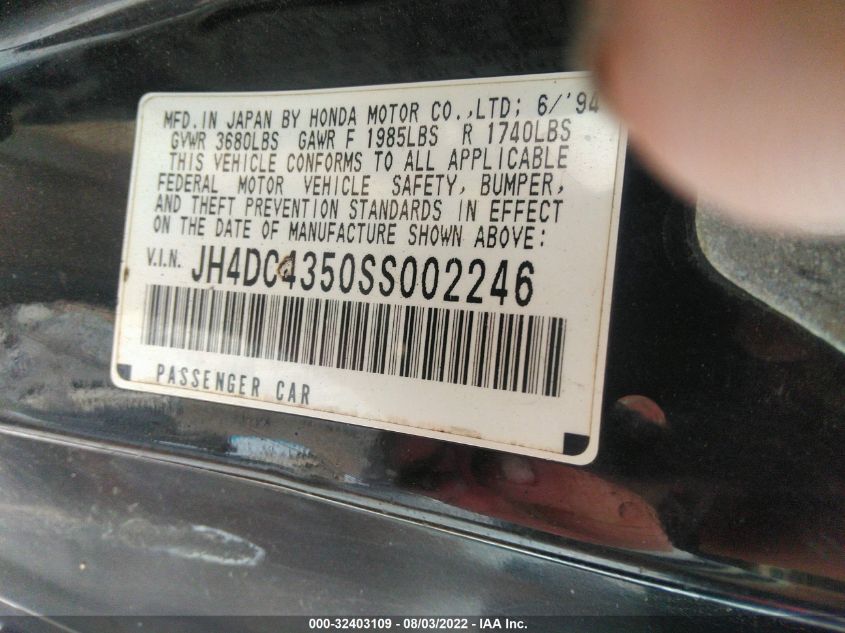 MFD. IN JAPAN BY HONDA MOTOR CO.,LTD; 6/'94
GVWR 3680LBS GAWR F 1985LBS R 1740LBS
THIS VEHICLE CONFORMS TO ALL APPLICABLE
FEDERAL MOTOR VEHICLE SAFETY, BUMPER,
AND THEFT PREVENTION STANDARDS IN EFFECT
ON THE DATE OF MANUFACTURE SHOWN ABOVE:
V.I.N. JH4DC4350SS002246
PASSENGER CAR
000-32403109 - 08/03/2022 - IAA Inc.